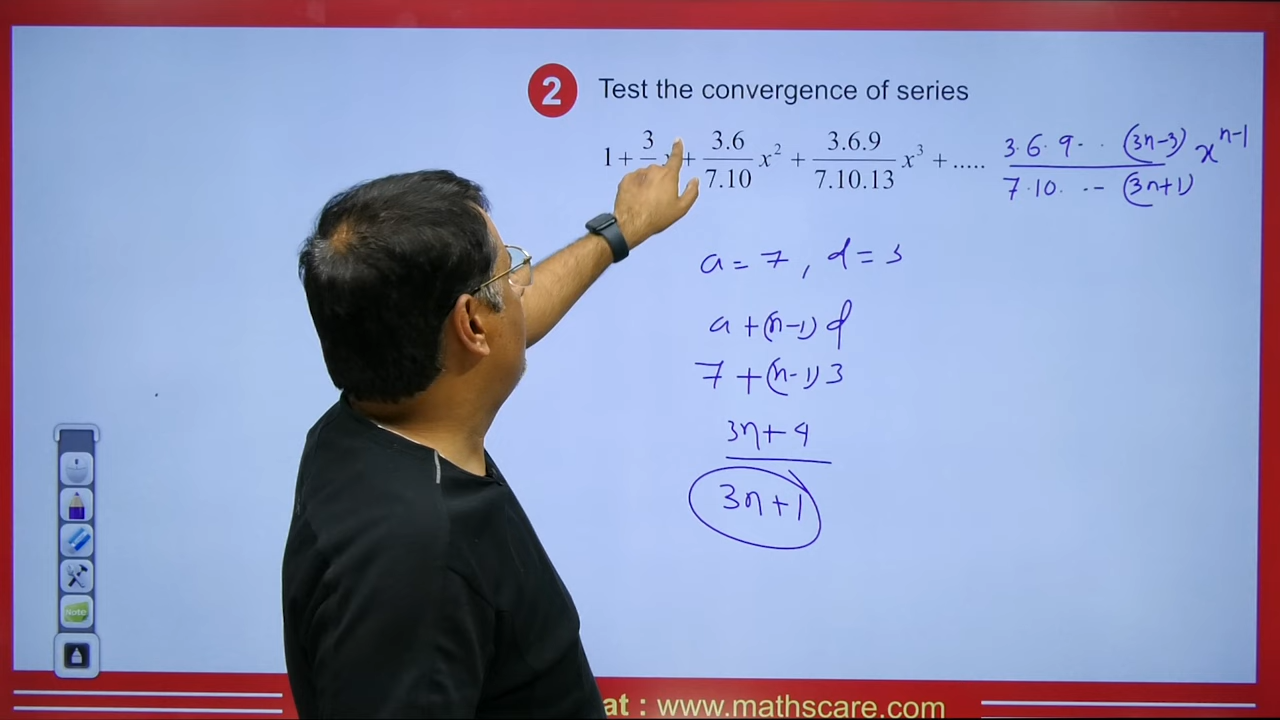 2 Test the convergence of series
1 + 3/ + 3.6/7.10 x² + 3.6.9/7.10.13 x³ + ..... 3·6·9·· (3n-3)/7·10···- (3n+1) x^{n-1}
a = 7, d = 3
a + (n-1) d
7 + (n-1) 3
3n + 4
3n + 1
Note
at : www.mathscare.com